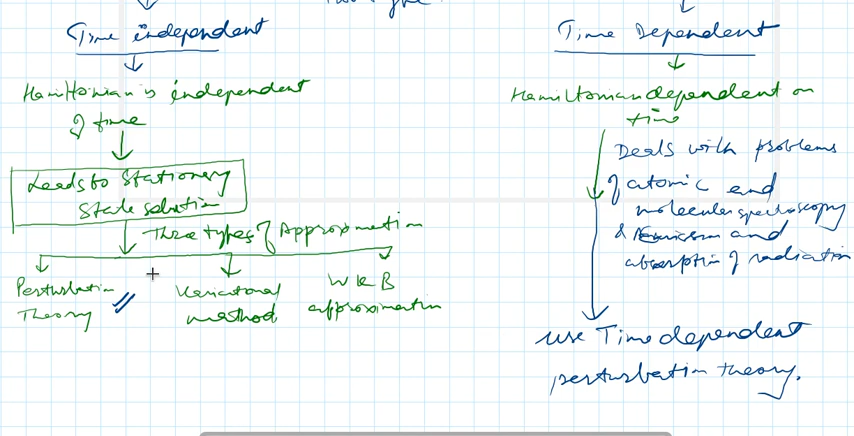 Time independent
Hamiltonian is independent
of time
Leads to Stationery
State solution
Three types of Approximation
Perturbation
Theory
Variational
method
WKB
approximation
Time Dependent
Hamiltonian dependent on
time
Deals with problems
of atomic and
molecular spectroscopy
& Emission and
absorption of radiation
use Time dependent
perturbation theory.